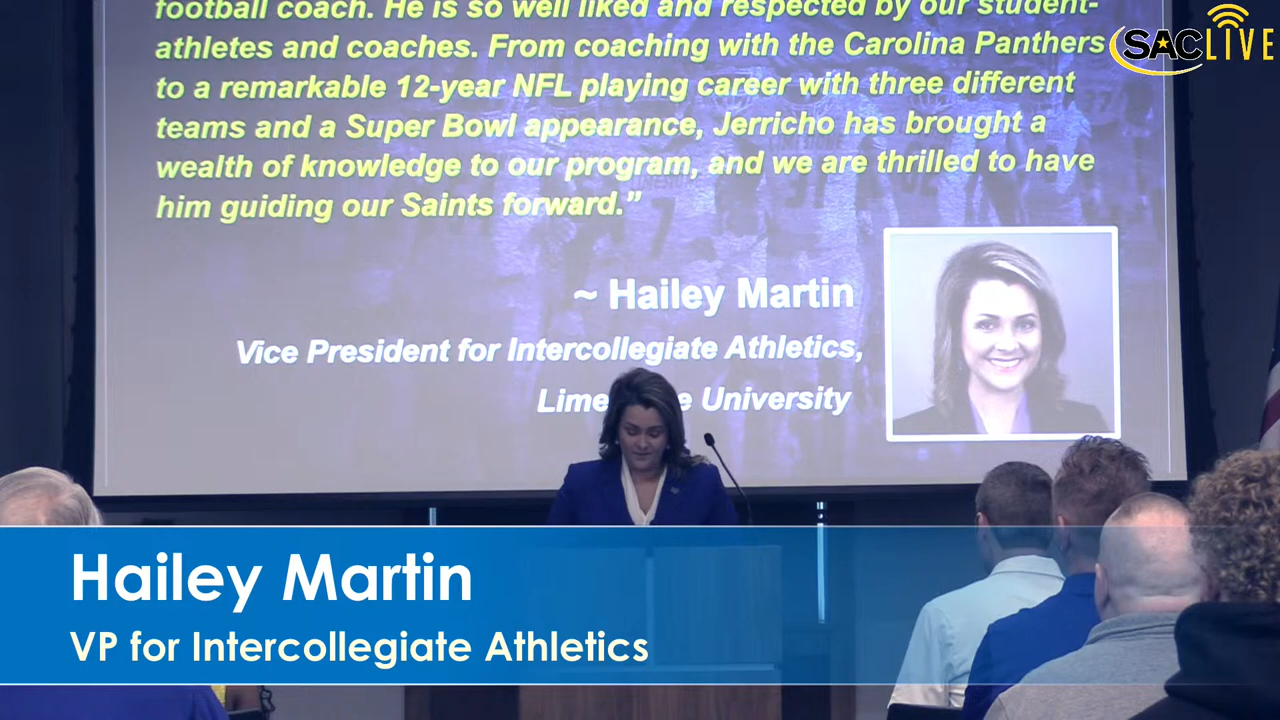 football coach. He is so well liked and respected by our student-
athletes and coaches. From coaching with the Carolina Panthers
to a remarkable 12-year NFL playing career with three different
teams and a Super Bowl appearance, Jerricho has brought a
wealth of knowledge to our program, and we are thrilled to have
him guiding our Saints forward.”
~ Hailey Martin
Vice President for Intercollegiate Athletics,
University
SACLIVE
Hailey Martin
VP for Intercollegiate Athletics